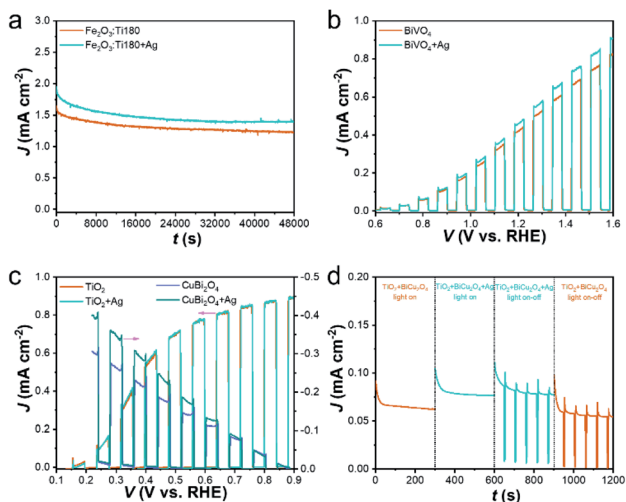 a
Fe₂O₃:Ti180
Fe₂O₃:Ti180+Ag
J (mA cm⁻²)
3.0
2.5
2.0
1.5
1.0
0.5
0.0
0 8000 16000 24000 32000 40000 48000
t (s)
b
BiVO₄
BiVO₄+Ag
J (mA cm⁻²)
1.0
0.8
0.6
0.4
0.2
0.0
0.6 0.8 1.0 1.2 1.4 1.6
V (V vs. RHE)
c
TiO₂
TiO₂+Ag
CuBi₂O₄
CuBi₂O₄+Ag
J (mA cm⁻²)
1.0
0.8
0.6
0.4
0.2
0.0
-0.5
-0.4
-0.3
-0.2
-0.1
0.0
0.1 0.2 0.3 0.4 0.5 0.6 0.7 0.8 0.9
V (V vs. RHE)
d
TiO₂+BiCu₂O₄
light on
TiO₂+BiCu₂O₄+Ag
light on
TiO₂+BiCu₂O₄+Ag
light on-off
TiO₂+BiCu₂O₄
light on-off
J (mA cm⁻²)
0.20
0.15
0.10
0.05
0.00
0 200 400 600 800 1000 1200
t (s)